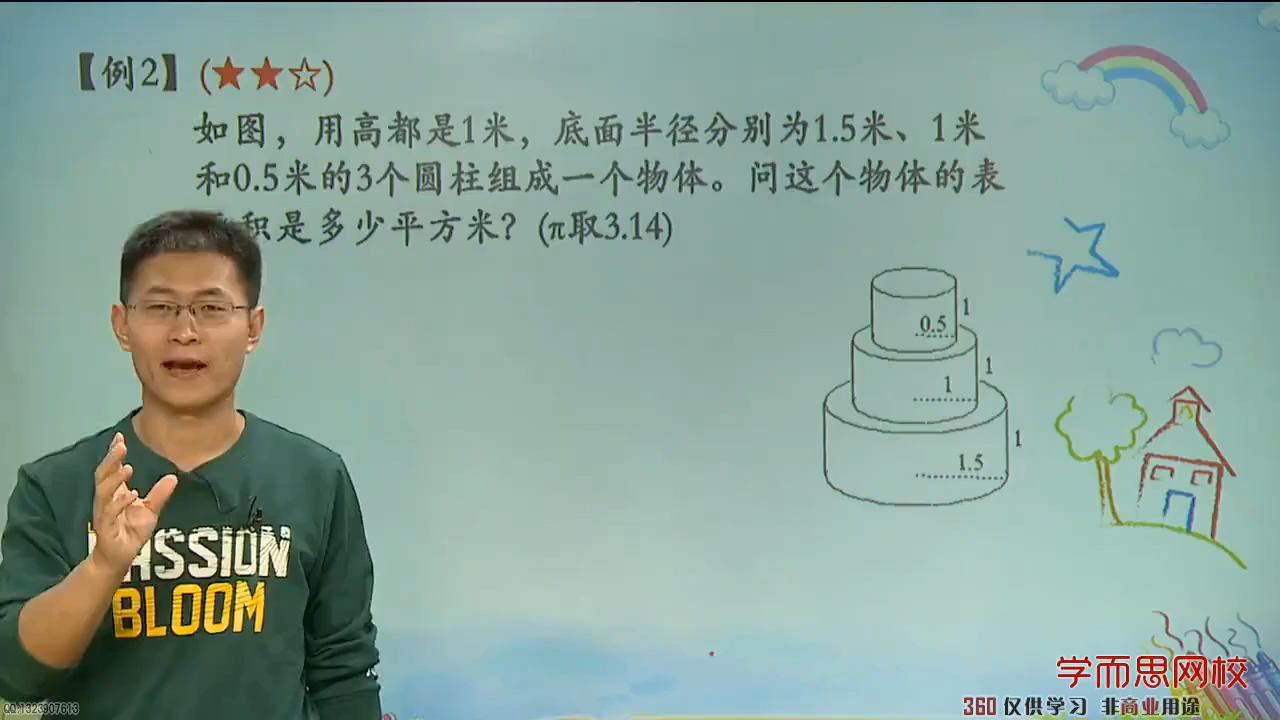 【例2】(★★☆)
如图，用高都是1米，底面半径分别为1.5米、1米
和0.5米的3个圆柱组成一个物体。问这个物体的表
积是多少平方米？(π取3.14)
0.5
1
1
1
1.5
1
ASSION
BLOOM
学而思网校
360 仅供学习 非商业用途
QQ:1323907613